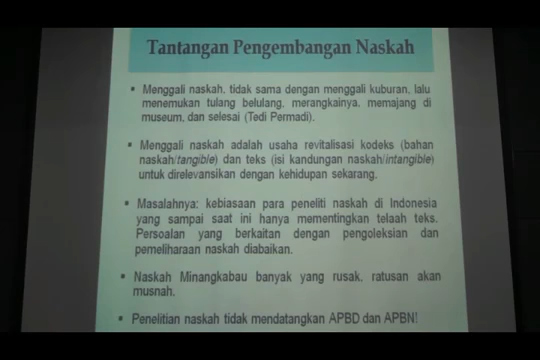 Tantangan Pengembangan Naskah
▪ Menggali naskah, tidak sama dengan menggali kuburan, lalu
menemukan tulang belulang, merangkainya, memajang di
museum, dan selesai (Tedi Permadi).
▪ Menggali naskah adalah usaha revitalisasi kodeks (bahan
naskah/tangible) dan teks (isi kandungan naskah/intangible)
untuk direlevansikan dengan kehidupan sekarang.
▪ Masalahnya: kebiasaan para peneliti naskah di Indonesia
yang sampai saat ini hanya mementingkan telaah teks.
Persoalan yang berkaitan dengan pengoleksian dan
pemeliharaan naskah diabaikan.
▪ Naskah Minangkabau banyak yang rusak, ratusan akan
musnah.
▪ Penelitian naskah tidak mendatangkan APBD dan APBN!